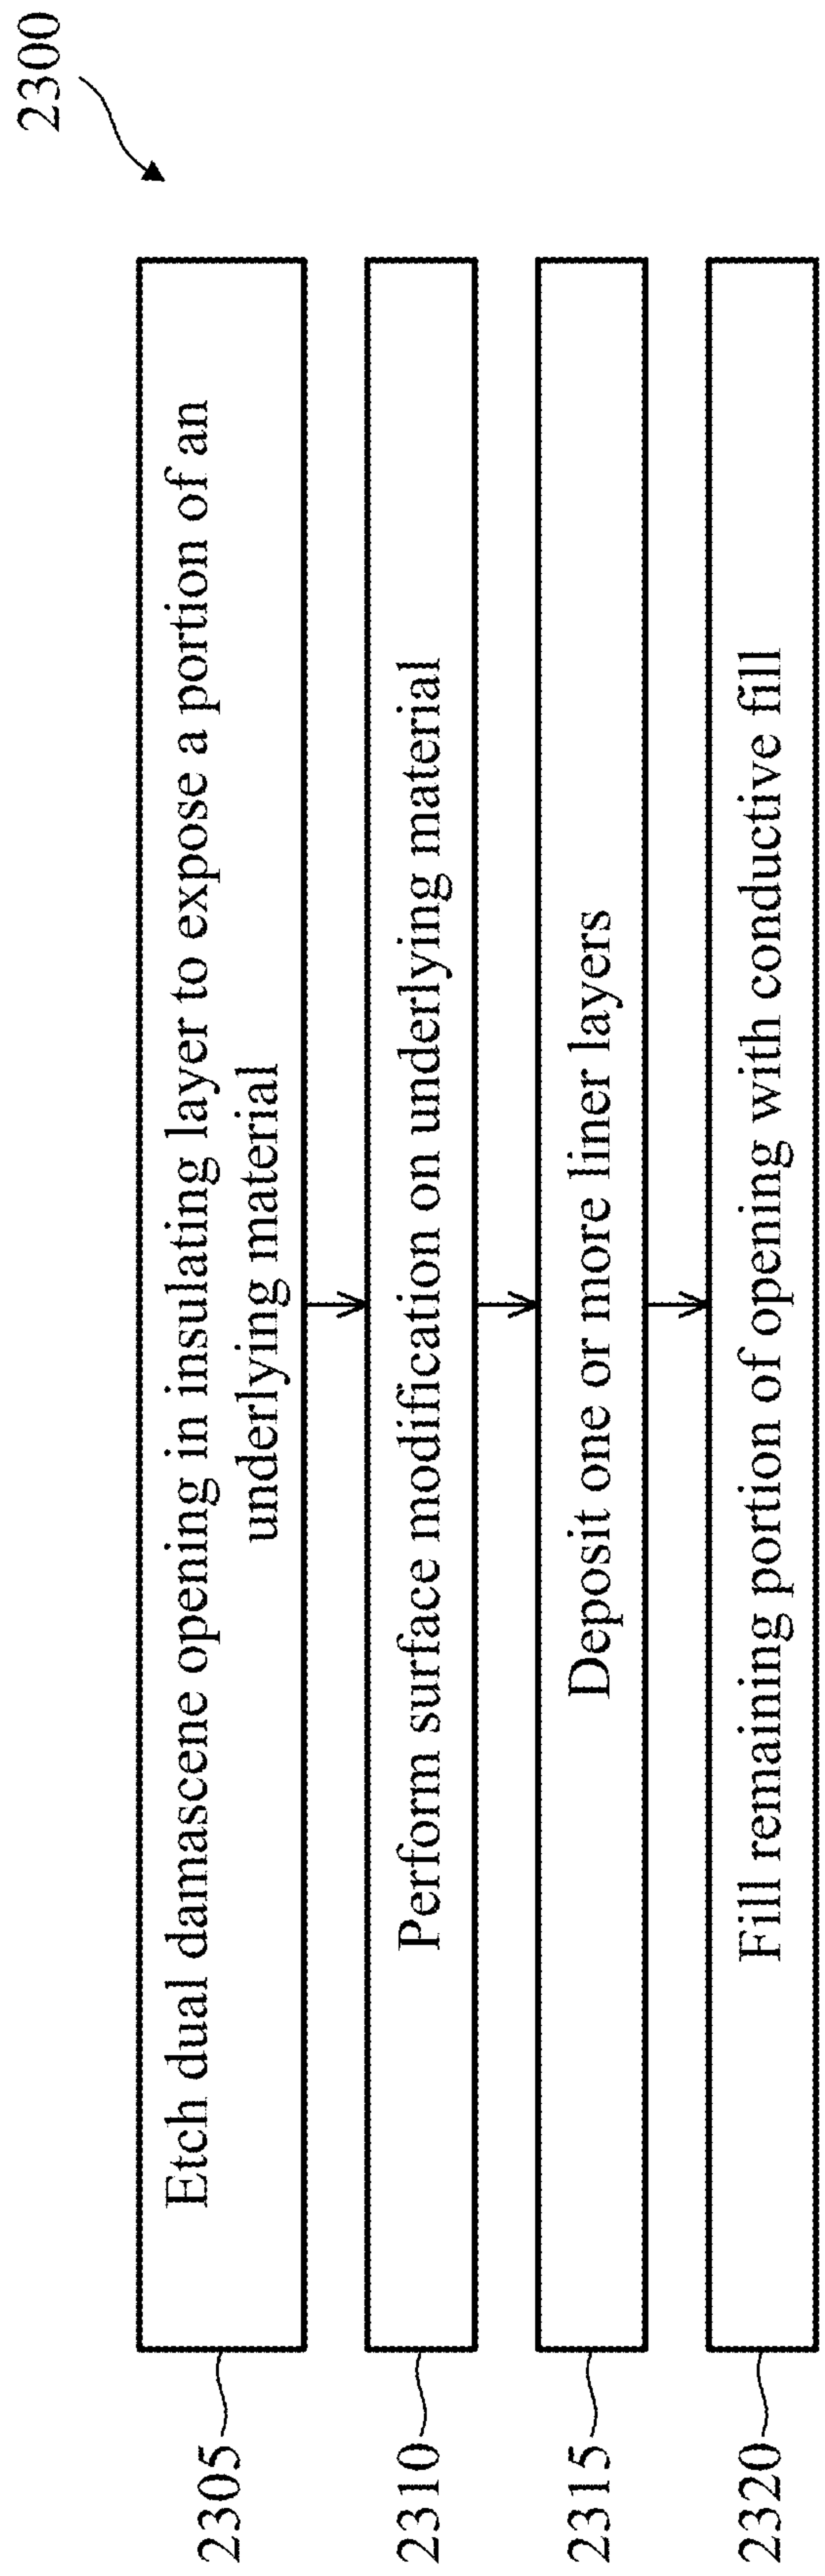 2300
2305
Etch dual damascene opening in insulating layer to expose a portion of an
underlying material
2310
Perform surface modification on underlying material
2315
Deposit one or more liner layers
2320
Fill remaining portion of opening with conductive fill